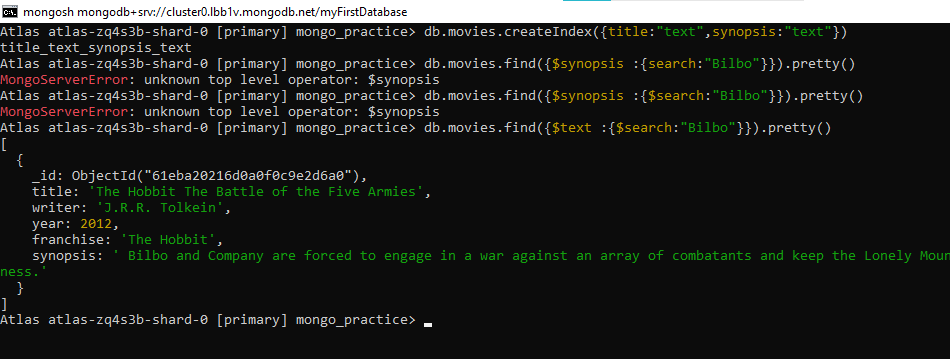 mongosh mongodb+srv://cluster0.lbb1v.mongodb.net/myFirstDatabase
Atlas atlas-zq4s3b-shard-0 [primary] mongo_practice> db.movies.createIndex({title:"text",synopsis:"text"})
title_text_synopsis_text
Atlas atlas-zq4s3b-shard-0 [primary] mongo_practice> db.movies.find({$synopsis :{search:"Bilbo"}}).pretty()
MongoServerError: unknown top level operator: $synopsis
Atlas atlas-zq4s3b-shard-0 [primary] mongo_practice> db.movies.find({$synopsis :{$search:"Bilbo"}}).pretty()
MongoServerError: unknown top level operator: $synopsis
Atlas atlas-zq4s3b-shard-0 [primary] mongo_practice> db.movies.find({$text :{$search:"Bilbo"}}).pretty()
[
  {
    _id: ObjectId("61eba20216d0a0f0c9e2d6a0"),
    title: 'The Hobbit The Battle of the Five Armies',
    writer: 'J.R.R. Tolkein',
    year: 2012,
    franchise: 'The Hobbit',
    synopsis: ' Bilbo and Company are forced to engage in a war against an array of combatants and keep the Lonely Moun
ness.'
  }
]
Atlas atlas-zq4s3b-shard-0 [primary] mongo_practice>